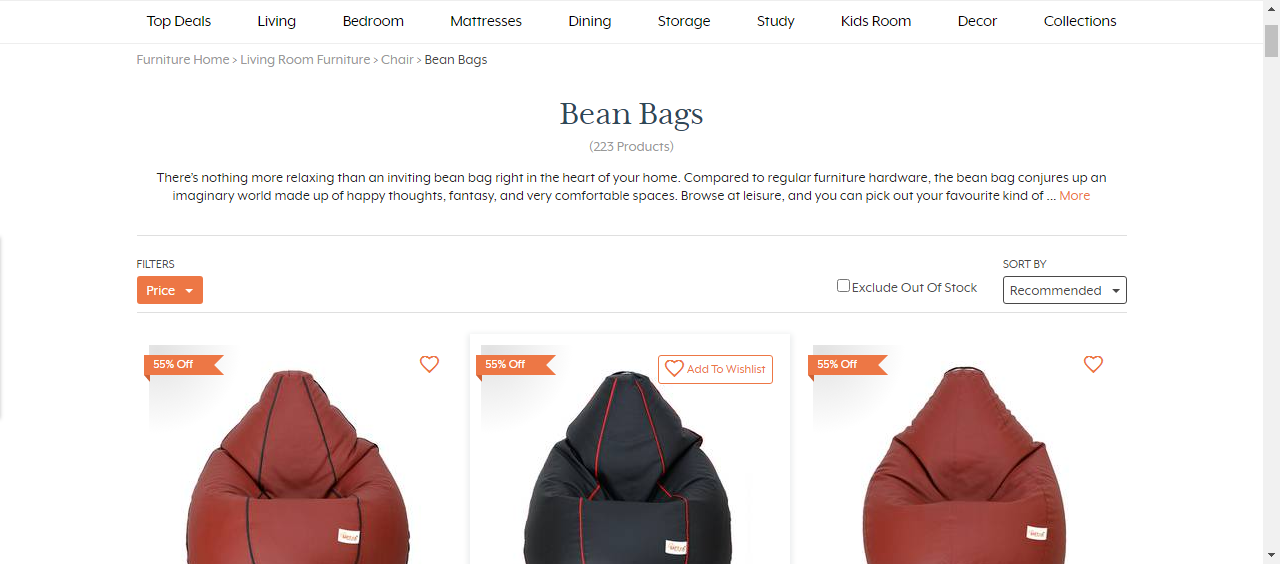 Top Deals Living Bedroom Mattresses Dining Storage Study Kids Room Decor Collections
Furniture Home > Living Room Furniture > Chair > Bean Bags
Bean Bags
(223 Products)
There's nothing more relaxing than an inviting bean bag right in the heart of your home. Compared to regular furniture hardware, the bean bag conjures up an
imaginary world made up of happy thoughts, fantasy, and very comfortable spaces. Browse at leisure, and you can pick out your favourite kind of ... More
FILTERS
Price
Exclude Out Of Stock
SORT BY
Recommended
55% Off
55% Off
Add To Wishlist
55% Off